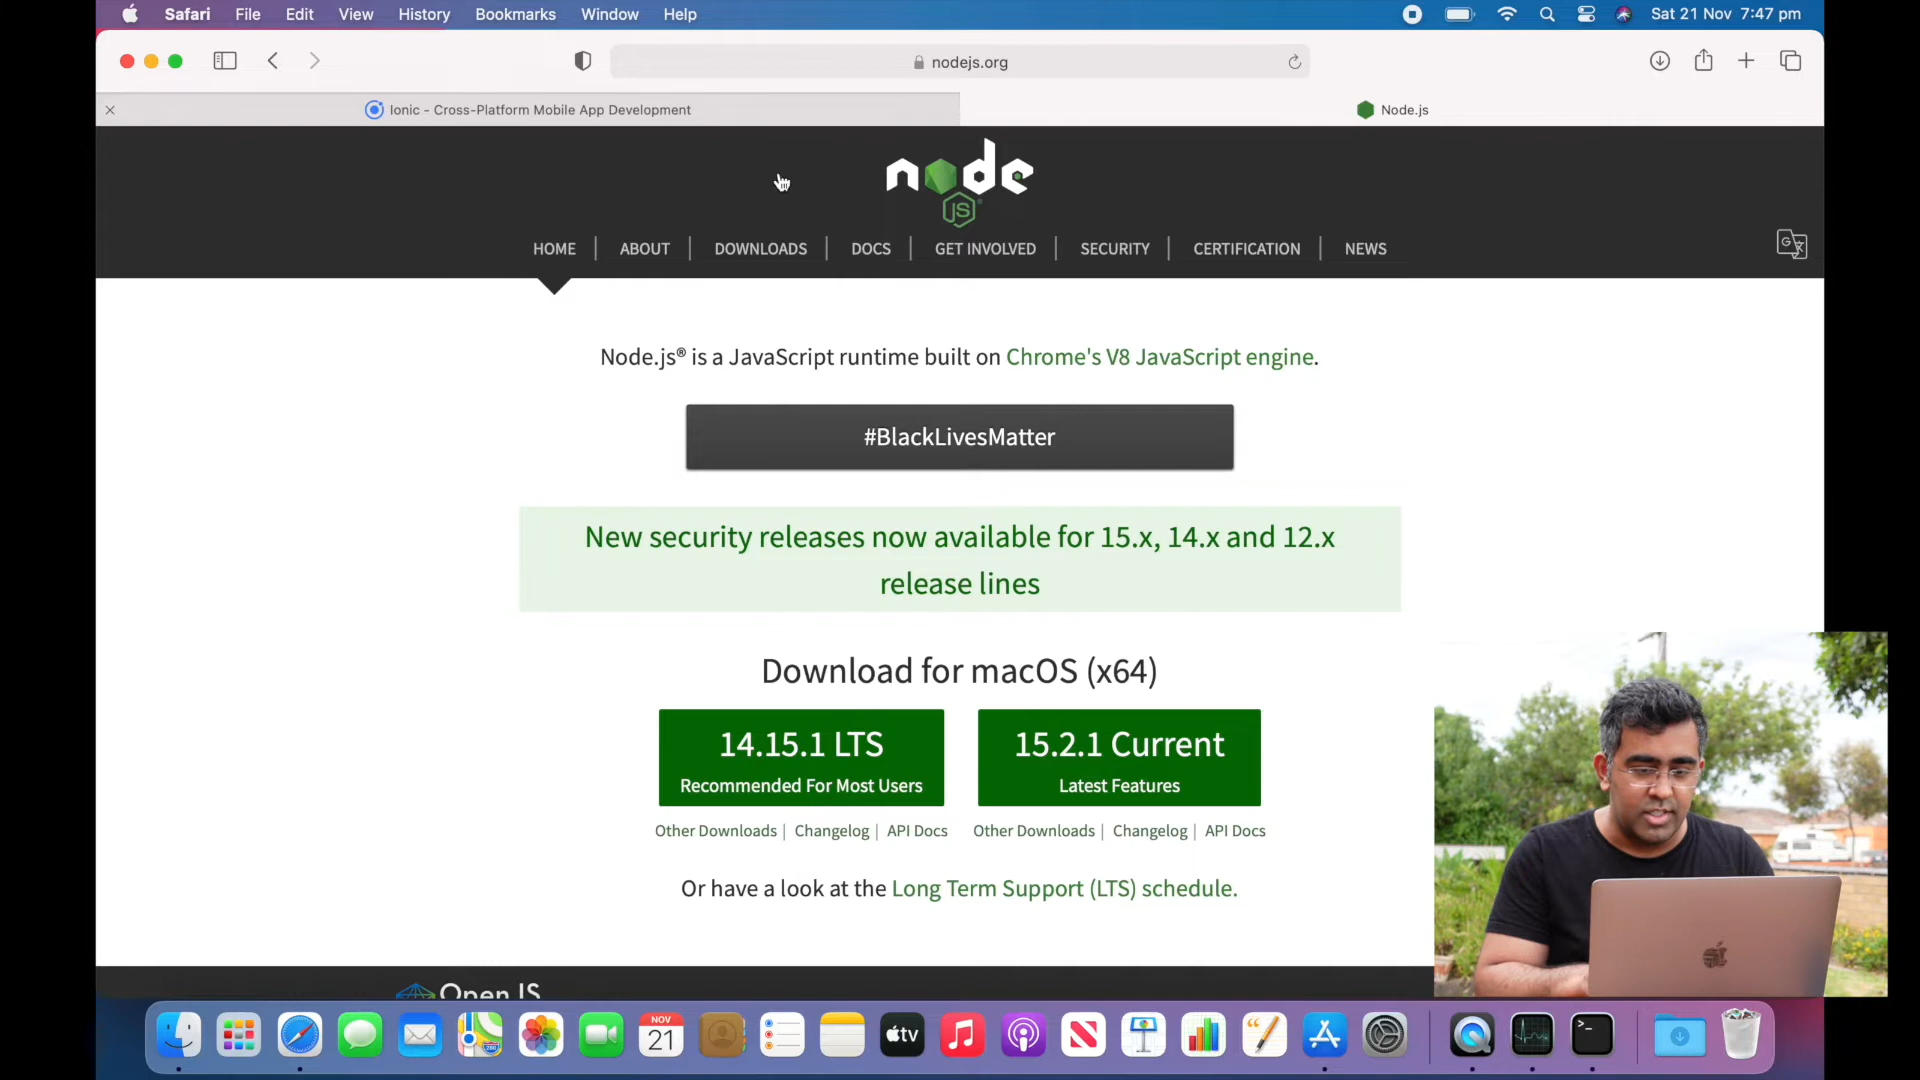 Safari File Edit View History Bookmarks Window Help Sat 21 Nov 7:47 pm
nodejs.org
Ionic - Cross-Platform Mobile App Development Node.js
node
JS
HOME ABOUT DOWNLOADS DOCS GET INVOLVED SECURITY CERTIFICATION NEWS
Node.js® is a JavaScript runtime built on Chrome's V8 JavaScript engine.
#BlackLivesMatter
New security releases now available for 15.x, 14.x and 12.x
release lines
Download for macOS (x64)
14.15.1 LTS 15.2.1 Current
Recommended For Most Users Latest Features
Other Downloads | Changelog | API Docs Other Downloads | Changelog | API Docs
Or have a look at the Long Term Support (LTS) schedule.
OpenJS
NOV
21
tv